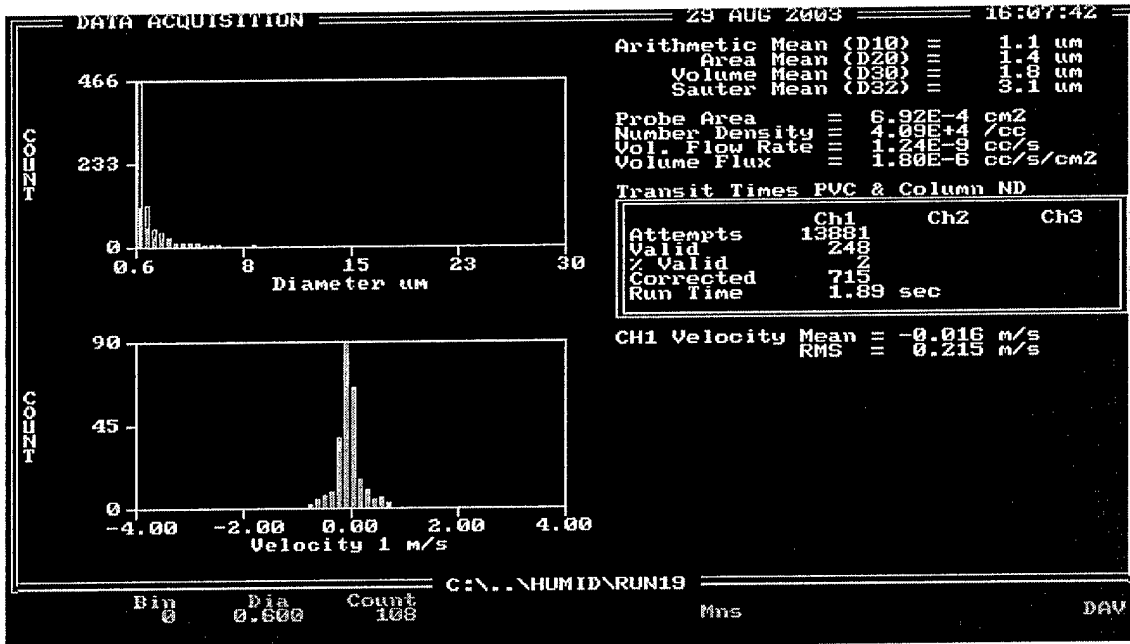 DATA ACQUISITION 29 AUG 2003 16:07:42
Arithmetic Mean (D10) = 1.1 um
Area Mean (D20) = 1.4 um
Volume Mean (D30) = 1.8 um
Sauter Mean (D32) = 3.1 um
Probe Area = 6.92E-4 cm2
Number Density = 4.09E+4 /cc
Vol. Flow Rate = 1.24E-9 cc/s
Volume Flux = 1.80E-6 cc/s/cm2
Transit Times PVC & Column ND
Ch1 Ch2 Ch3
Attempts 13881
Valid 248
% Valid 2
Corrected 715
Run Time 1.89 sec
CH1 Velocity Mean = -0.016 m/s
RMS = 0.215 m/s
COUNT
466
233
0
0.6 8 15 23 30
Diameter um
COUNT
90
45
0
-4.00 -2.00 0.00 2.00 4.00
Velocity 1 m/s
C:\..\HUMID\RUN19
Bin Dia Count
0 0.600 108
Mns DAV